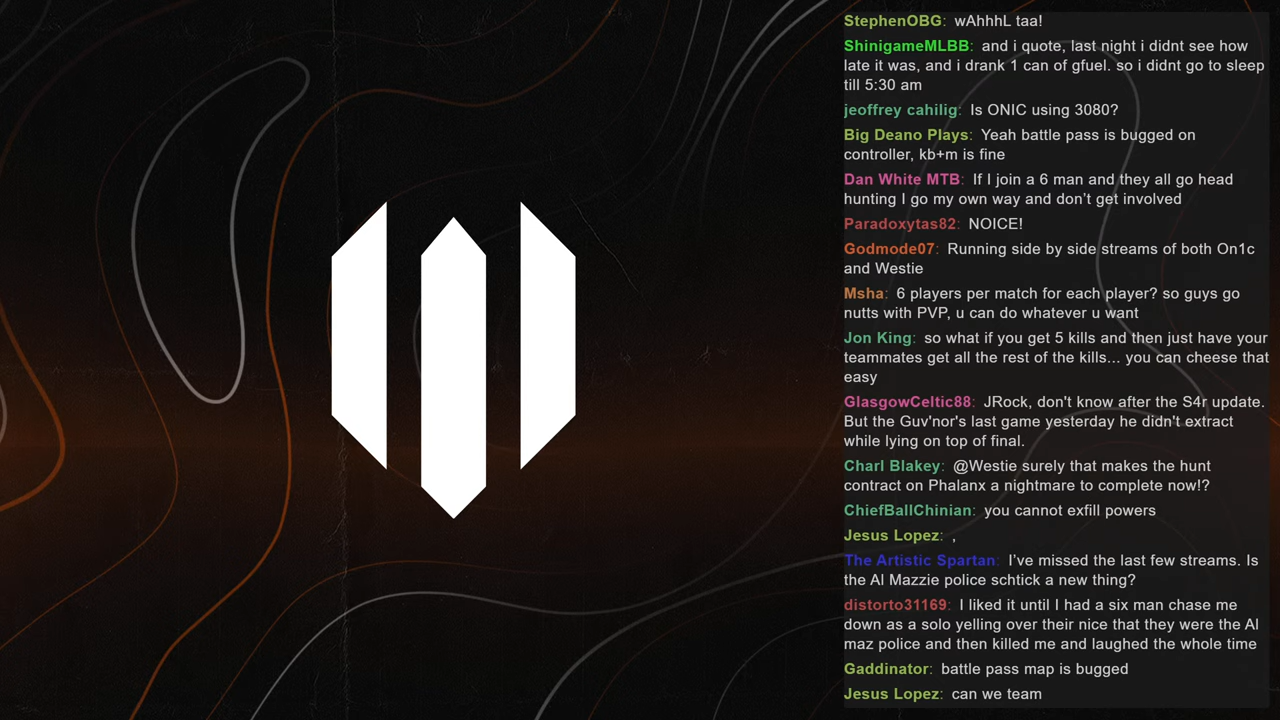 StephenOBG: wAhhhL taa!
ShinigameMLBB: and i quote, last night i didnt see how
late it was, and i drank 1 can of gfuel. so i didnt go to sleep
till 5:30 am
jeoffrey cahilig: Is ONIC using 3080?
Big Deano Plays: Yeah battle pass is bugged on
controller, kb+m is fine
Dan White MTB: If I join a 6 man and they all go head
hunting I go my own way and don’t get involved
Paradoxytas82: NOICE!
Godmode07: Running side by side streams of both On1c
and Westie
Msha: 6 players per match for each player? so guys go
nutts with PVP, u can do whatever u want
Jon King: so what if you get 5 kills and then just have your
teammates get all the rest of the kills... you can cheese that
easy
GlasgowCeltic88: JRock, don't know after the S4r update.
But the Guv'nor's last game yesterday he didn't extract
while lying on top of final.
Charl Blakey: @Westie surely that makes the hunt
contract on Phalanx a nightmare to complete now!?
ChiefBallChinian: you cannot exfill powers
Jesus Lopez: ,
The Artistic Spartan: I’ve missed the last few streams. Is
the Al Mazzie police schtick a new thing?
distorto31169: I liked it until I had a six man chase me
down as a solo yelling over their nice that they were the Al
maz police and then killed me and laughed the whole time
Gaddinator: battle pass map is bugged
Jesus Lopez: can we team